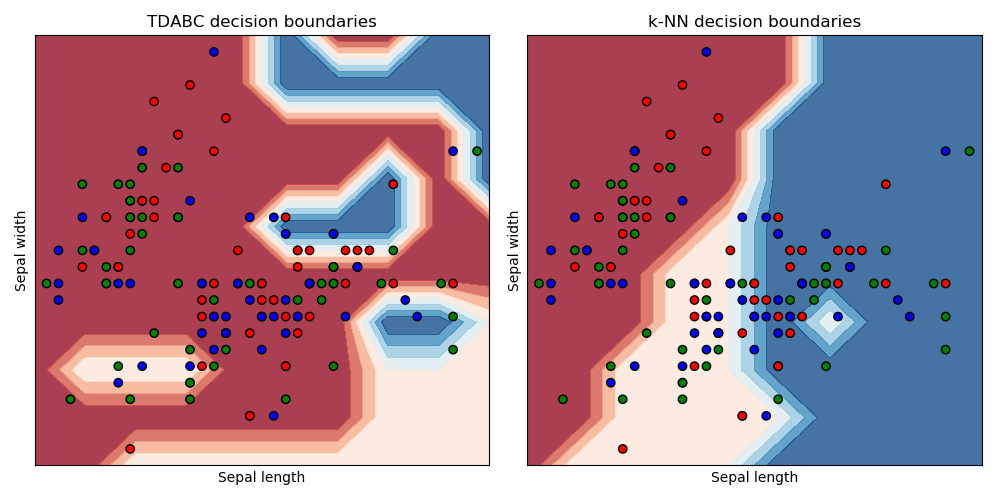 TDABC decision boundaries
k-NN decision boundaries
Sepal width
Sepal width
Sepal length
Sepal length